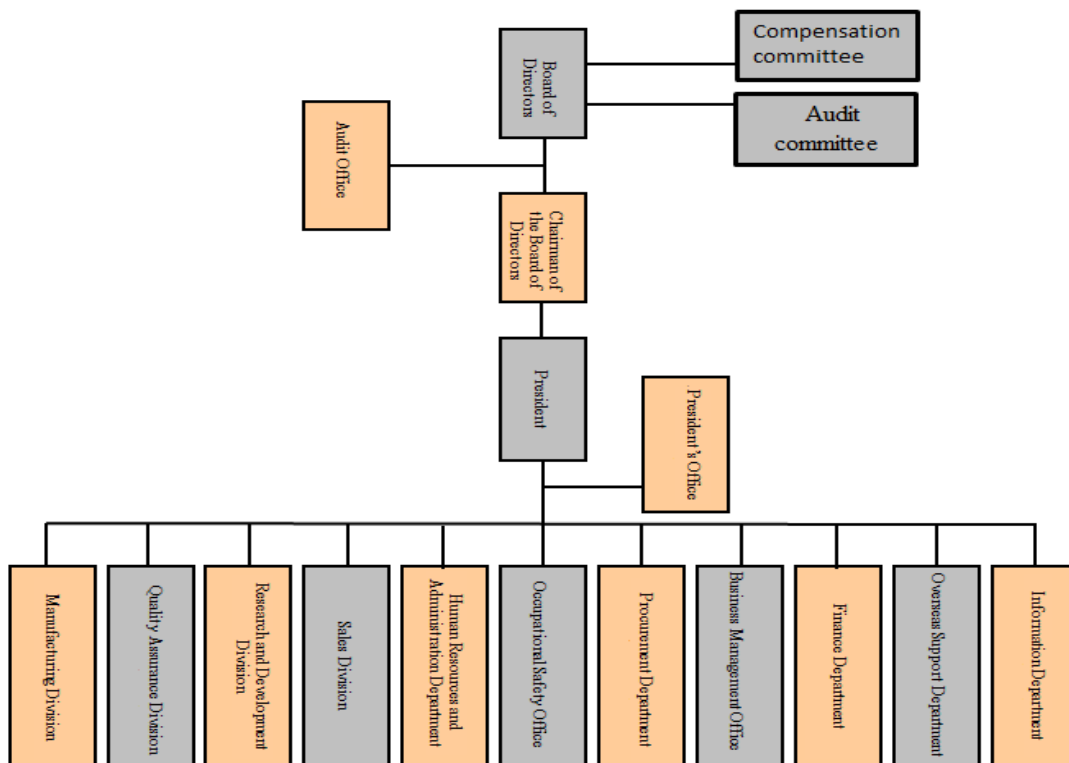 Compensation
committee
Board of
Directors
Audit
committee
Audit Office
Chairman of
the Board of
Directors
President
. President's Office
Manufacturing Division
Quality Assurance Division
Research and Development
Division
Sales Division
Human Resources and
Administration Department
Occupational Safety Office
Procurement Department
Business Management Office
Finance Department
Overseas Support Department
Information Department